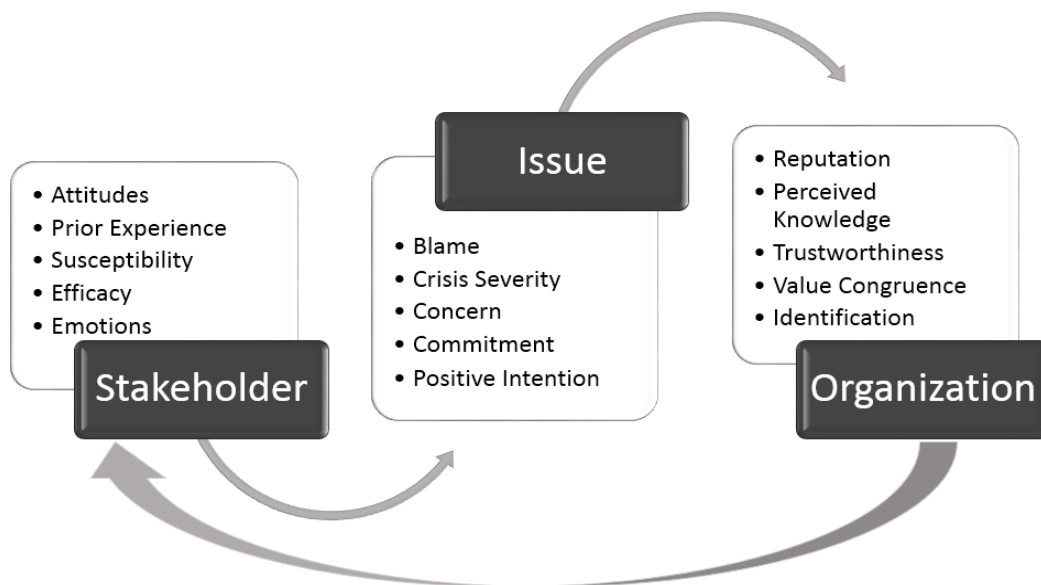 • Attitudes
• Prior Experience
• Susceptibility
• Efficacy
• Emotions
Stakeholder
Issue
• Blame
• Crisis Severity
• Concern
• Commitment
• Positive Intention
• Reputation
• Perceived
Knowledge
• Trustworthiness
• Value Congruence
• Identification
Organization